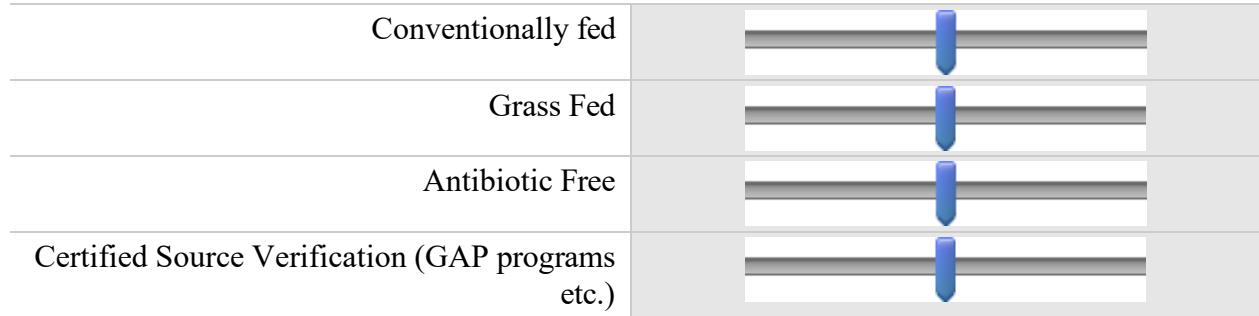 Conventionally fed
Grass Fed
Antibiotic Free
Certified Source Verification (GAP programs
etc.)